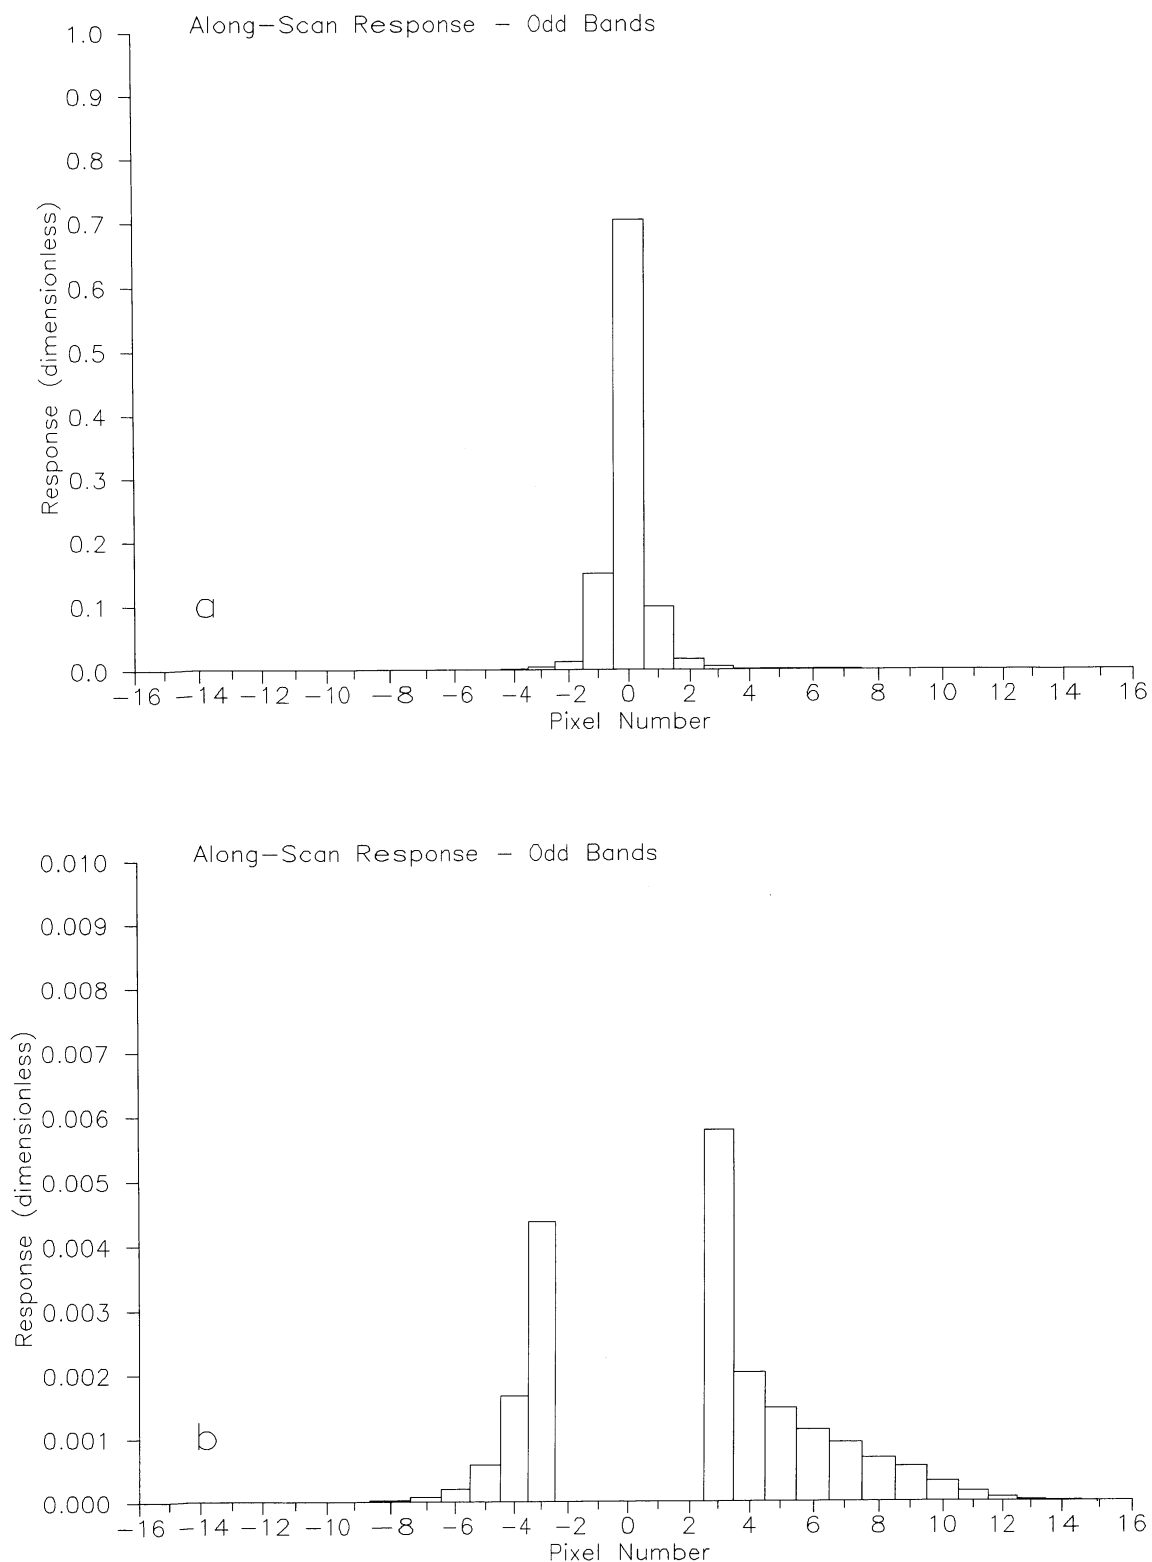 Along-Scan Response - Odd Bands
1.0
0.9
0.8
0.7
0.6
0.5
0.4
0.3
0.2
0.1
0.0
Response (dimensionless)
a
-16 -14 -12 -10 -8 -6 -4 -2 0 2 4 6 8 10 12 14 16
Pixel Number
Along-Scan Response - Odd Bands
0.010
0.009
0.008
0.007
0.006
0.005
0.004
0.003
0.002
0.001
0.000
Response (dimensionless)
b
-16 -14 -12 -10 -8 -6 -4 -2 0 2 4 6 8 10 12 14 16
Pixel Number